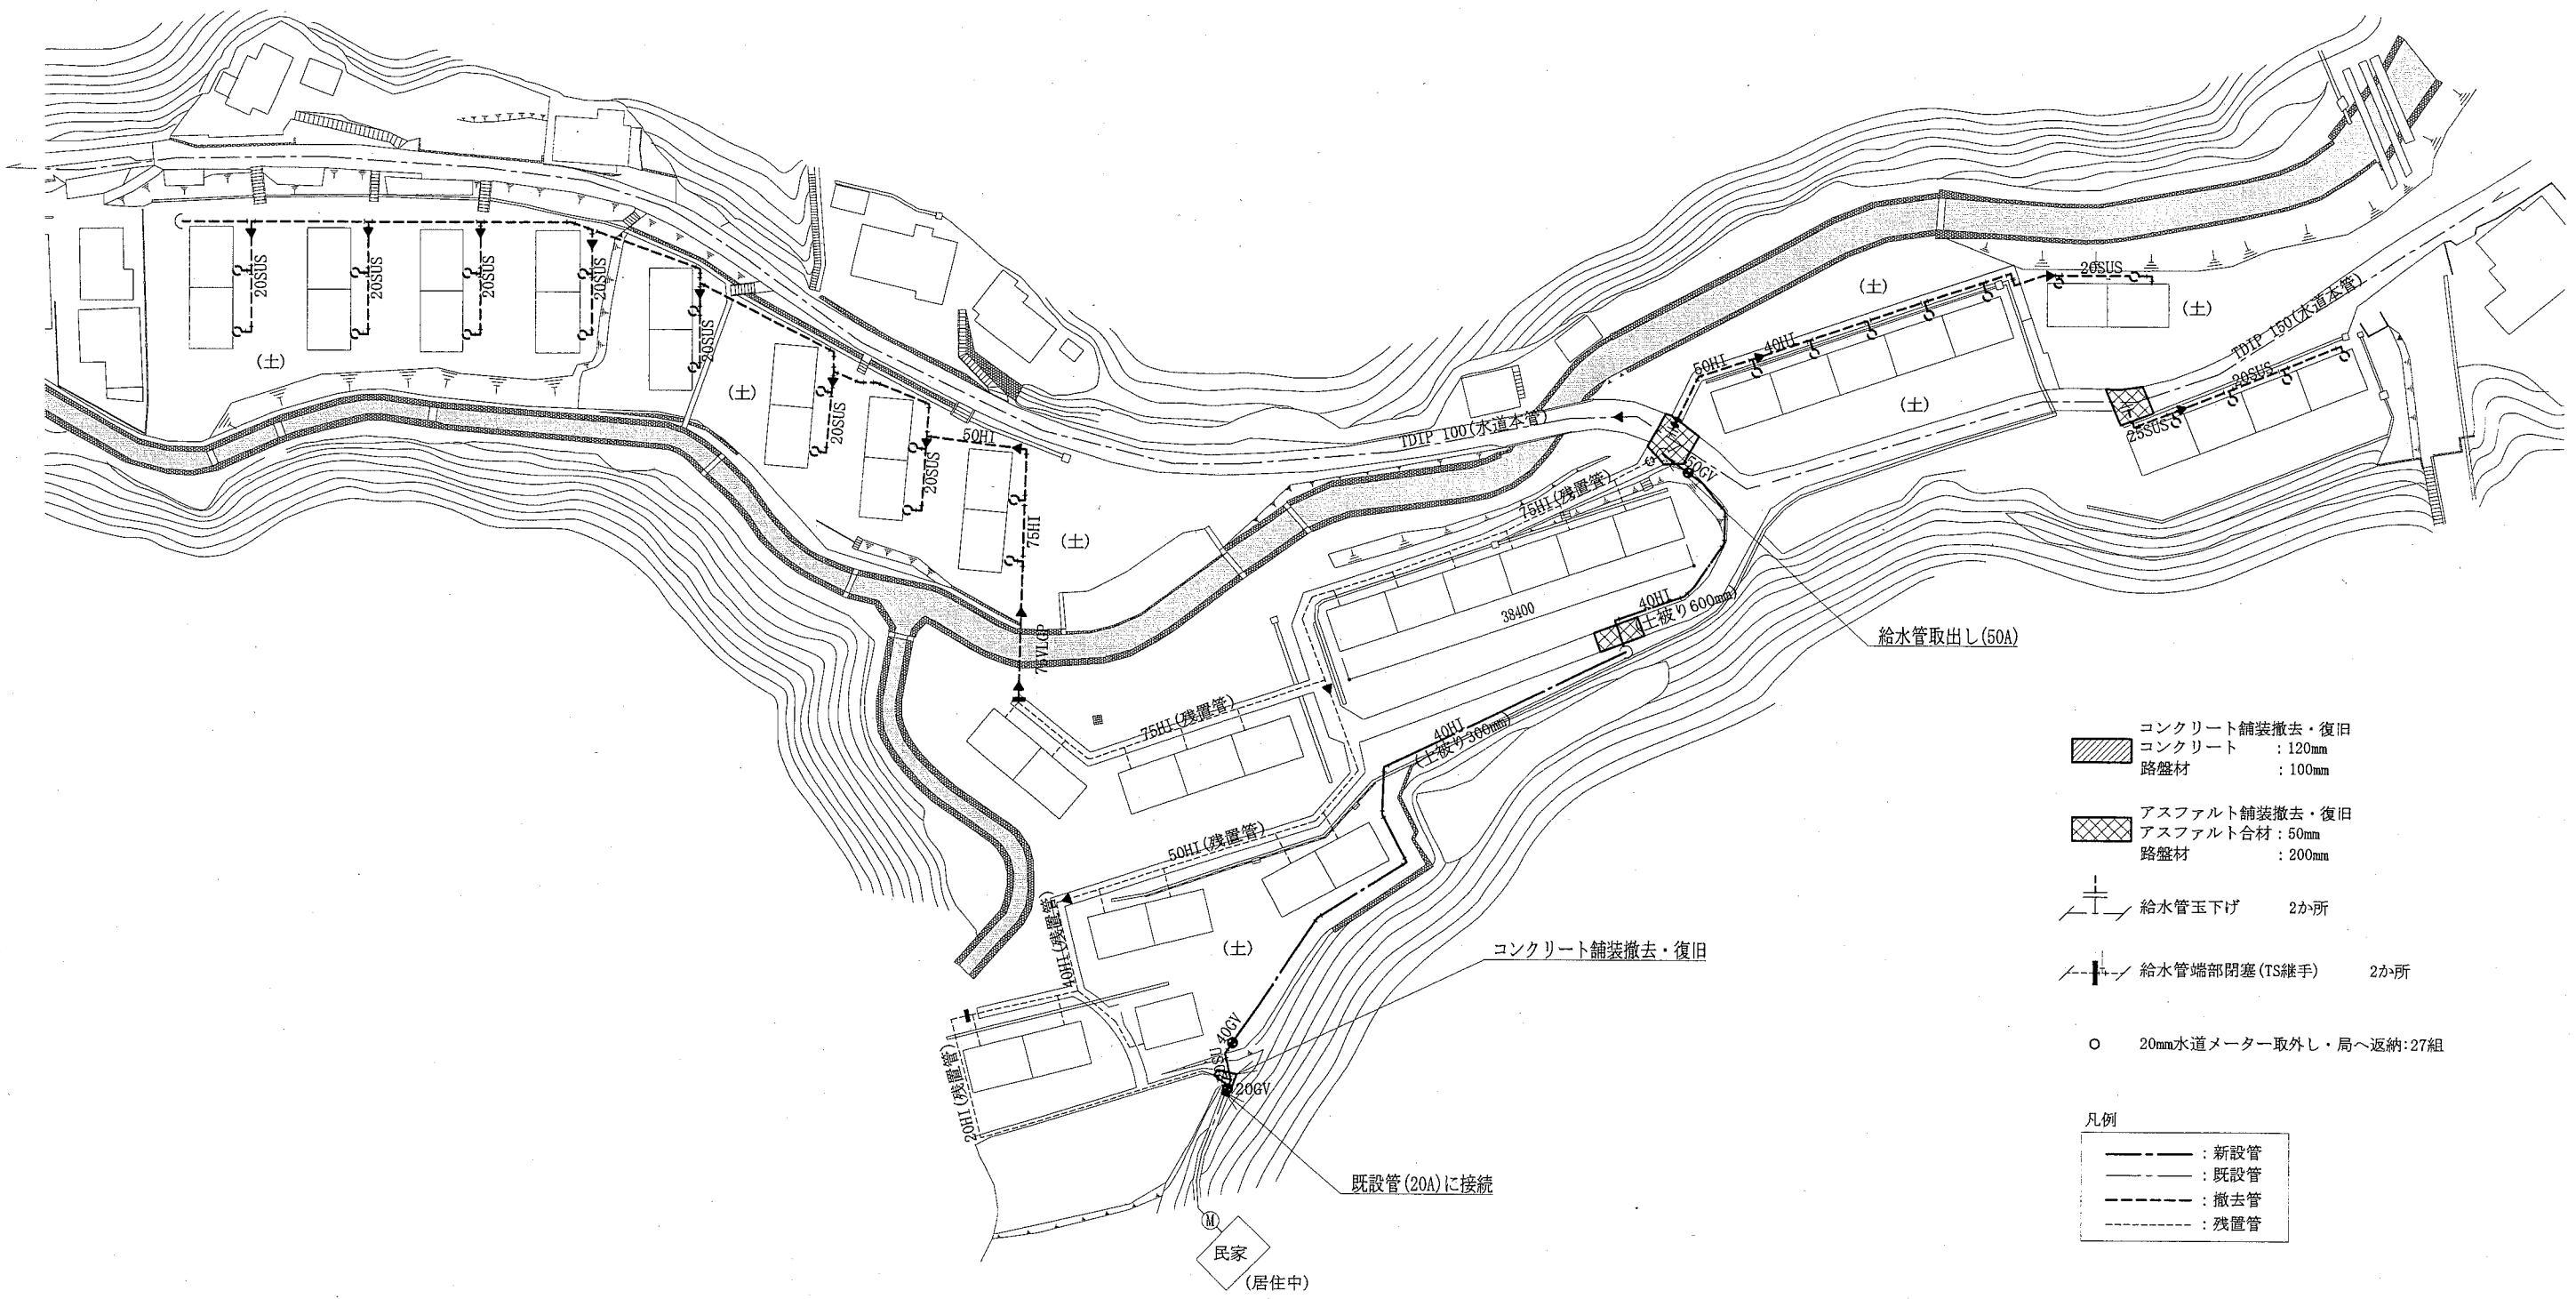 20SUS
20SUS
20SUS
20SUS
20SUS
20SUS
20SUS
(土)
(土)
(土)
50HI
75HI
75VLGP
TDIP 100(水道本管)
50HI
40HI
(土)
(土)
20SUS
(土)
TDIP 150(水道本管)
20SUS
25SUS
50GV
75HI(残置管)
38400
40HI
(土被り600mm)
給水管取出し(50A)
75HI(残置管)
40HI
(土被り300mm)
50HI(残置管)
40HI(残置管)
(土)
コンクリート舗装撤去・復旧
40GV
20GV
20HI(残置管)
既設管(20A)に接続
M
民家
(居住中)
コンクリート舗装撤去・復旧
コンクリート :120mm
路盤材 :100mm
アスファルト舗装撤去・復旧
アスファルト合材:50mm
路盤材 :200mm
給水管玉下げ 2か所
給水管端部閉塞(TS継手) 2か所
20mm水道メーター取外し・局へ返納:27組
凡例
:新設管
:既設管
:撤去管
:残置管